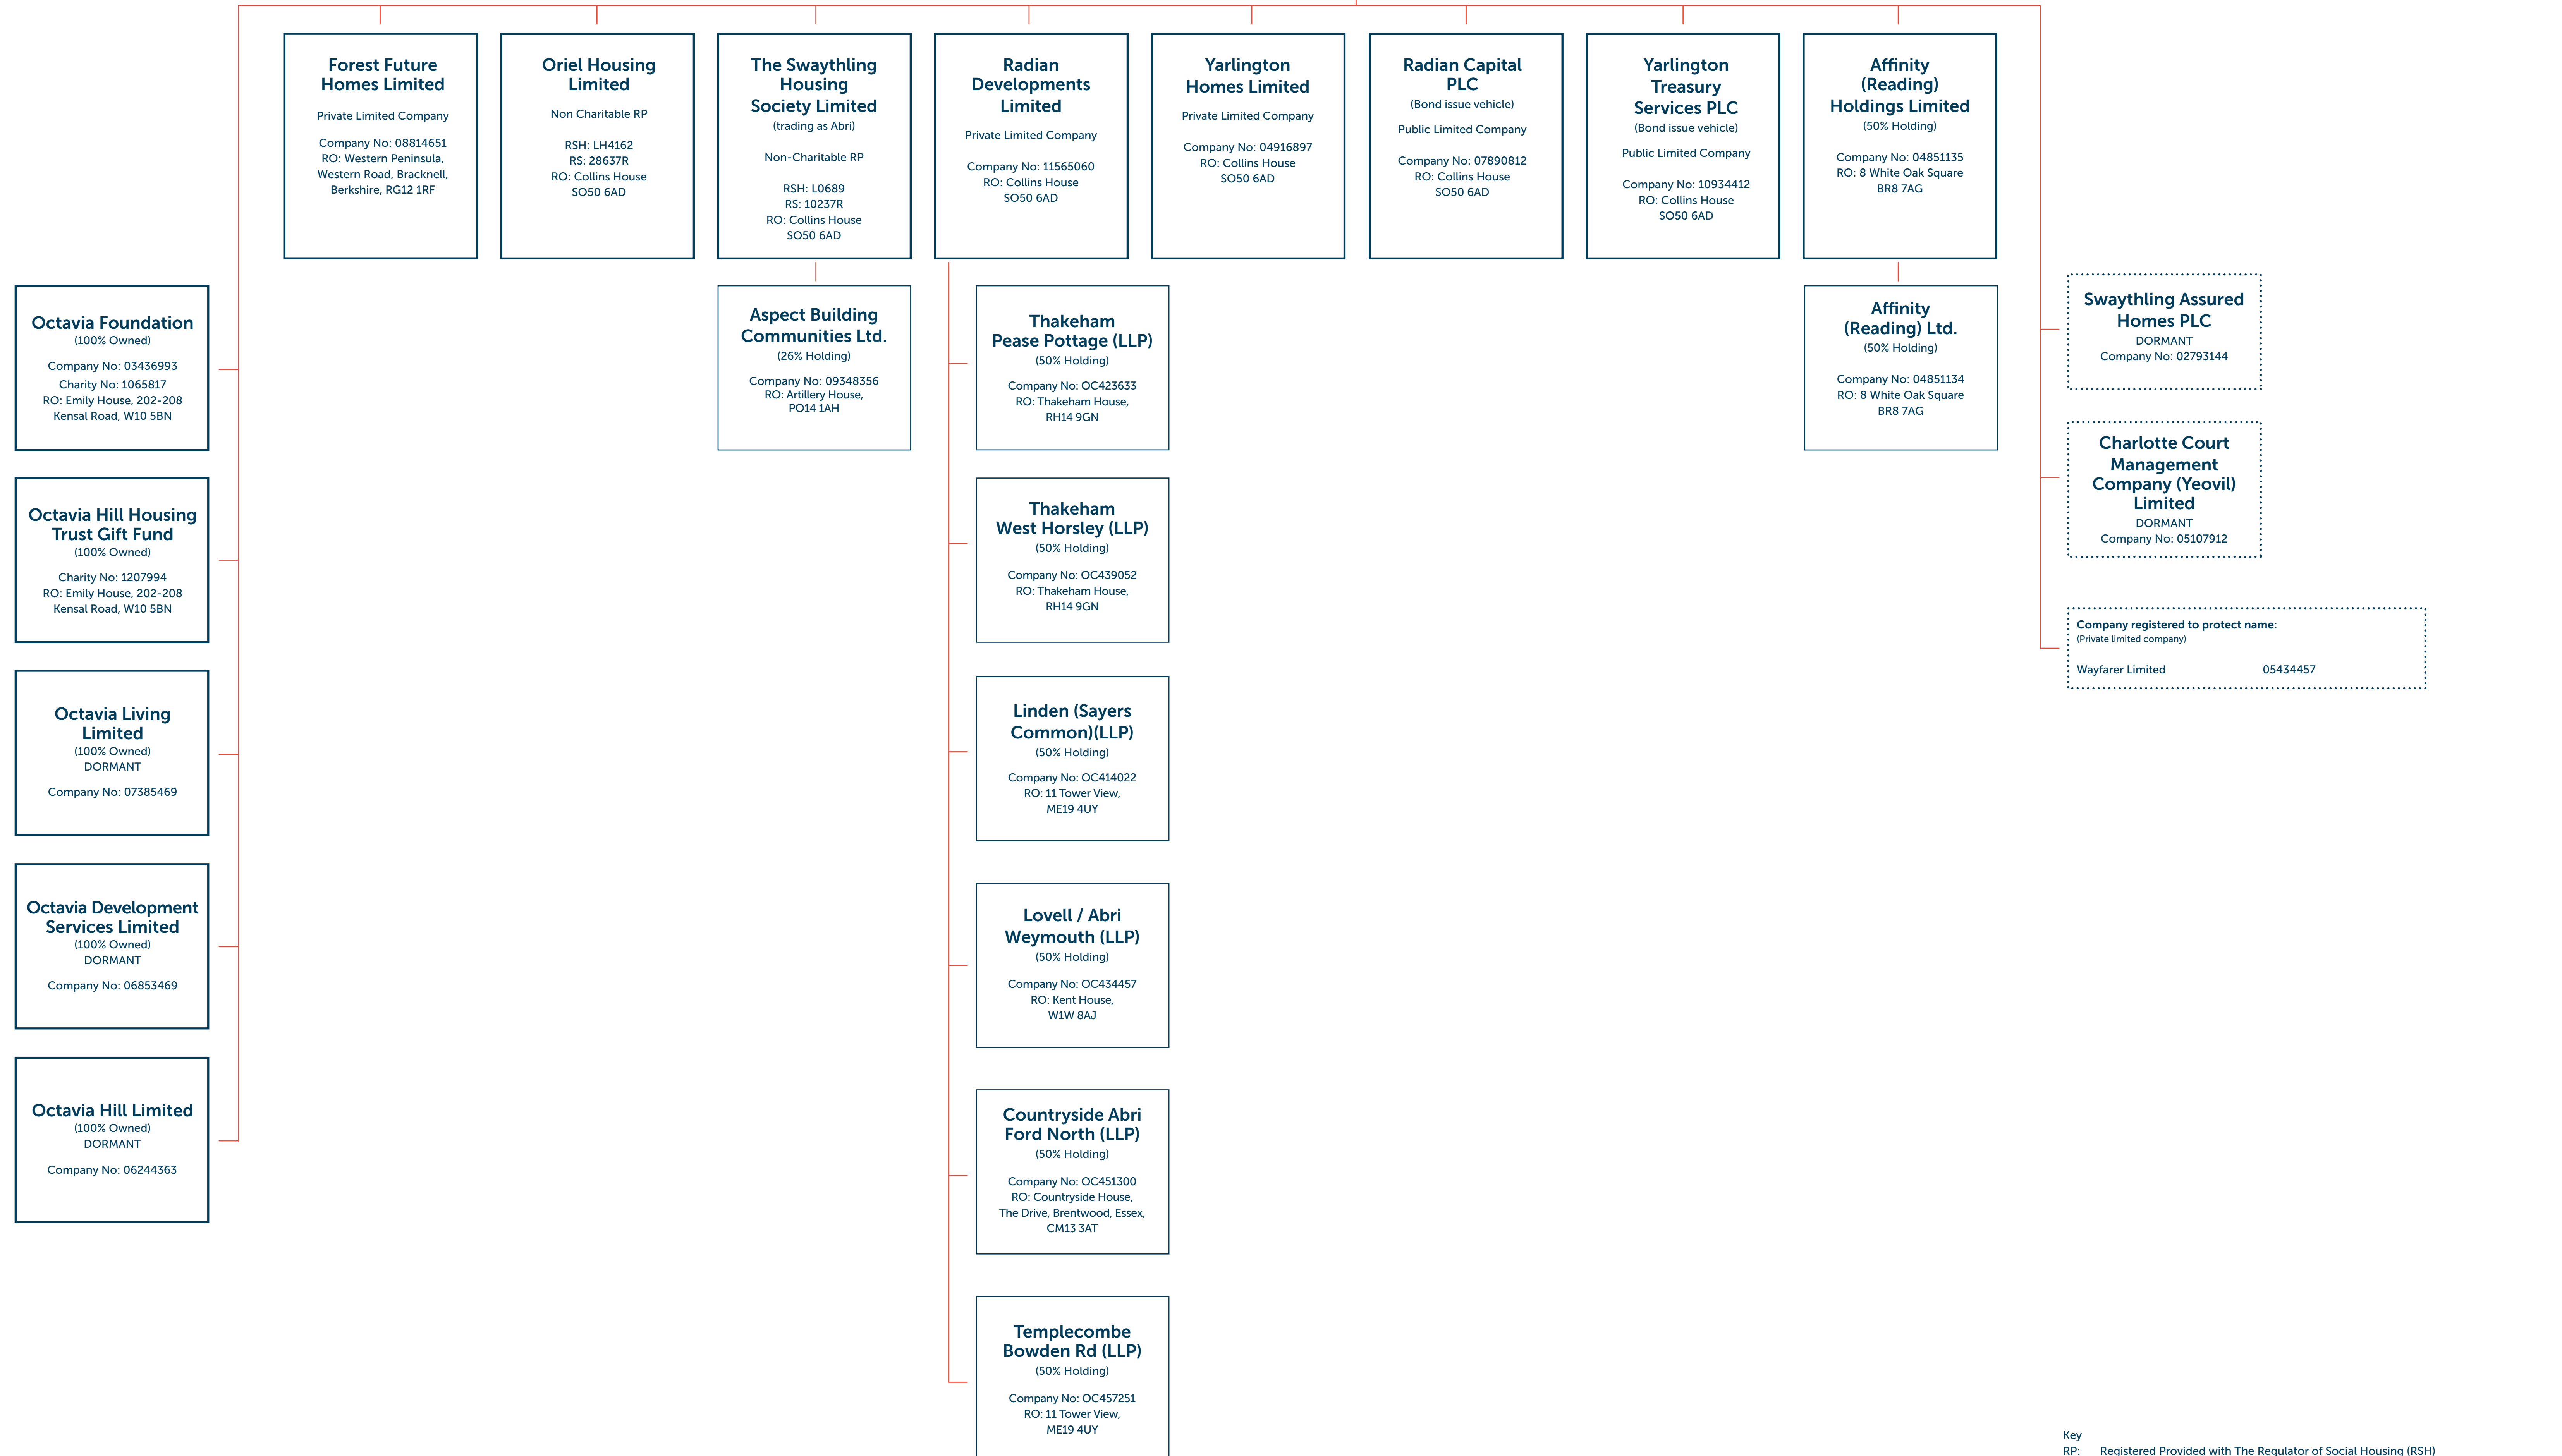 Forest Future
Homes Limited
Private Limited Company
Company No: 08814651
RO: Western Peninsula,
Western Road, Bracknell,
Berkshire, RG12 1RF
Oriel Housing
Limited
Non Charitable RP
RSH: LH4162
RS: 28637R
RO: Collins House
SO50 6AD
The Swaythling
Housing
Society Limited
(trading as Abri)
Non-Charitable RP
RSH: L0689
RS: 10237R
RO: Collins House
SO50 6AD
Radian
Developments
Limited
Private Limited Company
Company No: 11565060
RO: Collins House
SO50 6AD
Yarlington
Homes Limited
Private Limited Company
Company No: 04916897
RO: Collins House
SO50 6AD
Radian Capital
PLC
(Bond issue vehicle)
Public Limited Company
Company No: 07890812
RO: Collins House
SO50 6AD
Yarlington
Treasury
Services PLC
(Bond issue vehicle)
Public Limited Company
Company No: 10934412
RO: Collins House
SO50 6AD
Affinity
(Reading)
Holdings Limited
(50% Holding)
Company No: 04851135
RO: 8 White Oak Square
BR8 7AG
Octavia Foundation
(100% Owned)
Company No: 03436993
Charity No: 1065817
RO: Emily House, 202-208
Kensal Road, W10 5BN
Octavia Hill Housing
Trust Gift Fund
(100% Owned)
Charity No: 1207994
RO: Emily House, 202-208
Kensal Road, W10 5BN
Octavia Living
Limited
(100% Owned)
DORMANT
Company No: 07385469
Octavia Development
Services Limited
(100% Owned)
DORMANT
Company No: 06853469
Octavia Hill Limited
(100% Owned)
DORMANT
Company No: 06244363
Aspect Building
Communities Ltd.
(26% Holding)
Company No: 09348356
RO: Artillery House,
PO14 1AH
Thakeham
Pease Pottage (LLP)
(50% Holding)
Company No: OC423633
RO: Thakeham House,
RH14 9GN
Thakeham
West Horsley (LLP)
(50% Holding)
Company No: OC439052
RO: Thakeham House,
RH14 9GN
Linden (Sayers
Common)(LLP)
(50% Holding)
Company No: OC414022
RO: 11 Tower View,
ME19 4UY
Lovell / Abri
Weymouth (LLP)
(50% Holding)
Company No: OC434457
RO: Kent House,
W1W 8AJ
Countryside Abri
Ford North (LLP)
(50% Holding)
Company No: OC451300
RO: Countryside House,
The Drive, Brentwood, Essex,
CM13 3AT
Templecombe
Bowden Rd (LLP)
(50% Holding)
Company No: OC457251
RO: 11 Tower View,
ME19 4UY
Affinity
(Reading) Ltd.
(50% Holding)
Company No: 04851134
RO: 8 White Oak Square
BR8 7AG
Swaythling Assured
Homes PLC
DORMANT
Company No: 02793144
Charlotte Court
Management
Company (Yeovil)
Limited
DORMANT
Company No: 05107912
Company registered to protect name:
(Private limited company)
Wayfarer Limited 05434457
Key
RP: Registered Provided with The Regulator of Social Housing (RSH)